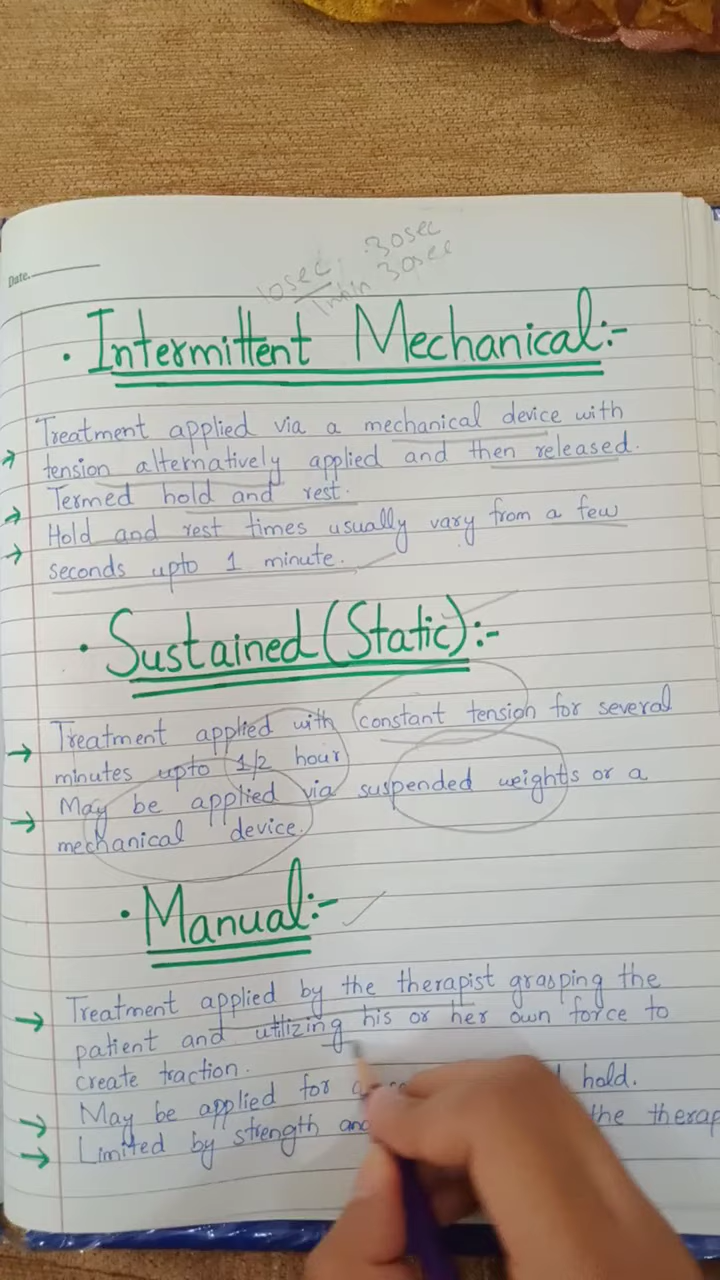 Date.
10sec, 30sec
1min 30sec
• Intermittent Mechanical:-
→ Treatment applied via a mechanical device with
tension alternatively applied and then released.
→ Termed hold and rest.
→ Hold and rest times usually vary from a few
seconds upto 1 minute.
• Sustained (Static):-
→ Treatment applied with constant tension for several
minutes upto 1/2 hour
→ May be applied via suspended weights or a
mechanical device.
• Manual:-
→ Treatment applied by the therapist grasping the
patient and utilizing his or her own force to
create traction.
→ May be applied for a hold.
→ Limited by strength and the therap